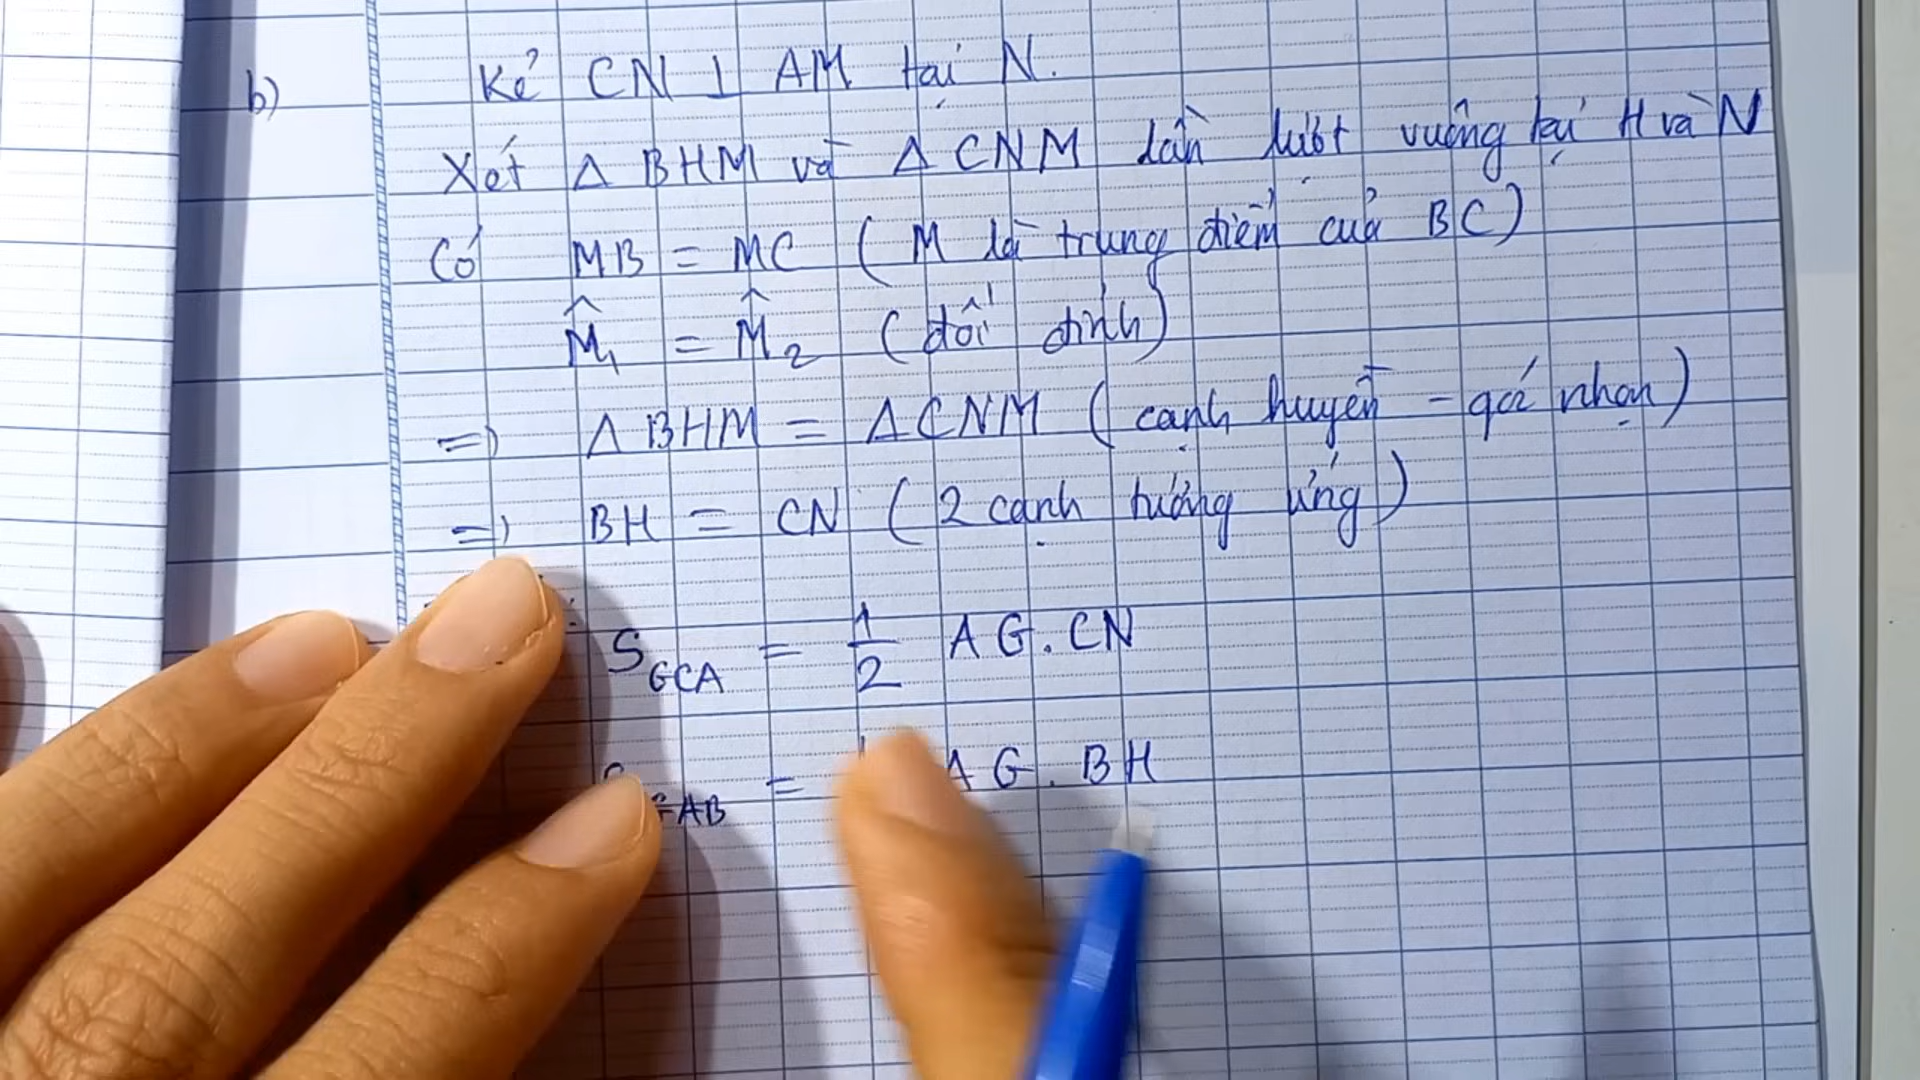 b) Kẻ CN ⊥ AM tại N.
Xét Δ BHM và Δ CNM lần lượt vuông tại H và N
Có MB = MC ( M là trung điểm của BC)
M̂₁ = M̂₂ (đối đỉnh)
=> Δ BHM = Δ CNM ( cạnh huyền - góc nhọn)
=> BH = CN ( 2 cạnh tương ứng)
S GCA = 1/2 AG. CN
AB = AG. BH